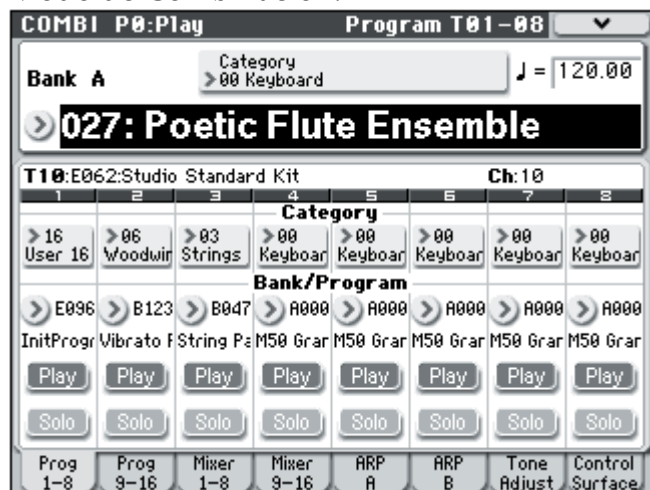 COMBI P0:Play Program T01-08
Bank A
Category
00 Keyboard
♩ = 120.00
027: Poetic Flute Ensemble
T10:E062:Studio Standard Kit Ch:10
1 2 3 4 5 6 7 8
Category
16 06 03 00 00 00 00 00
User 16 Woodwir Strings Keyboar Keyboar Keyboar Keyboar Keyboar
Bank/Program
E096 B123 B047 A000 A000 A000 A000 A000
InitProgr Vibrato F String Pa M50 Grar M50 Grar M50 Grar M50 Grar M50 Grar
Play Play Play Play Play Play Play Play
Solo Solo Solo Solo Solo Solo Solo Solo
Prog 1-8 Prog 9-16 Mixer 1-8 Mixer 9-16 ARP A ARP B Tone Adjust Control Surface